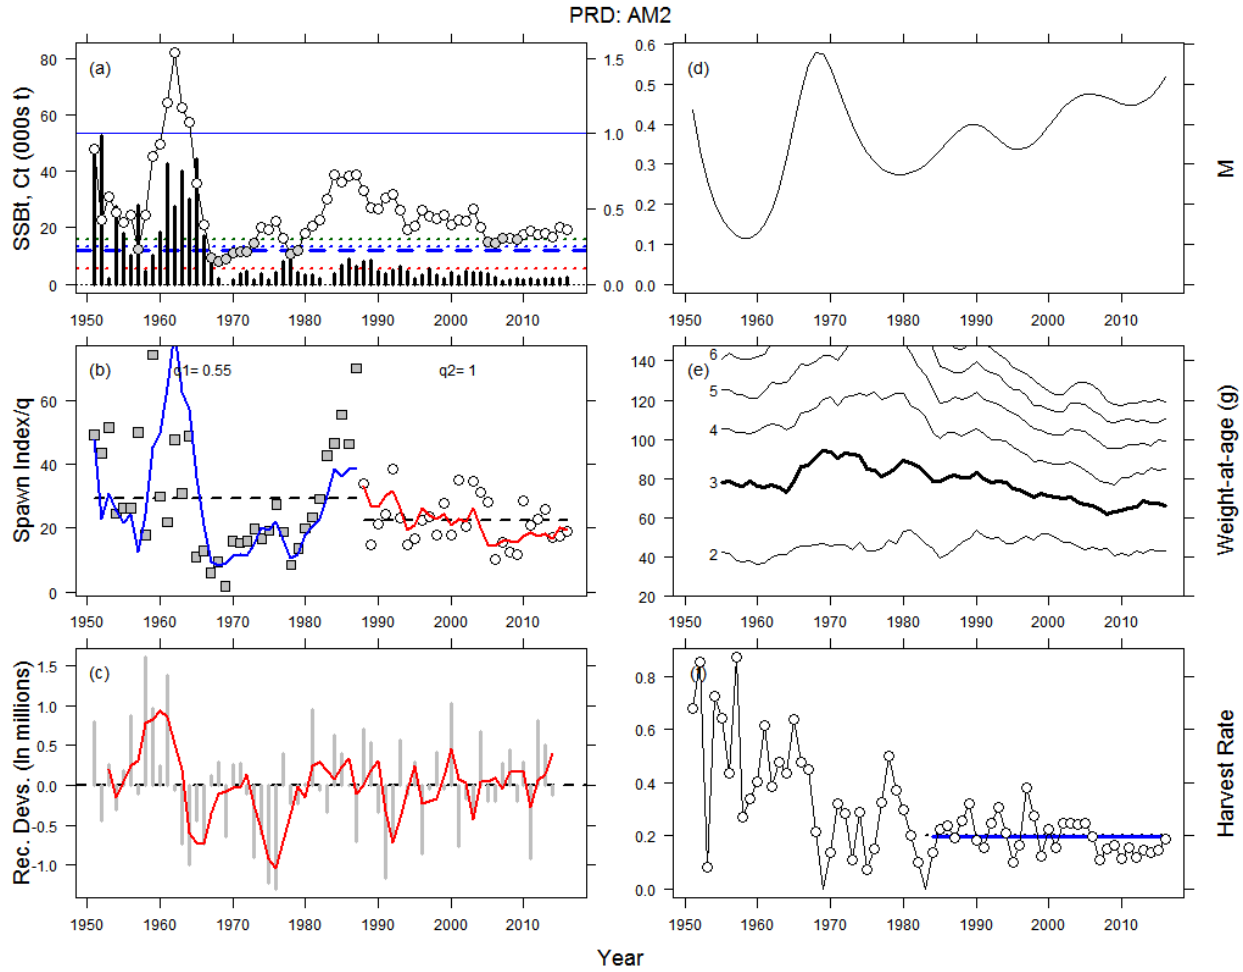 PRD: AM2
(a)
SSBt, Ct (000s t)
80
60
40
20
0
1.5
1.0
0.5
0.0
1950 1960 1970 1980 1990 2000 2010
(d)
M
0.6
0.5
0.4
0.3
0.2
0.1
0.0
1950 1960 1970 1980 1990 2000 2010
(b)
q1= 0.55
q2= 1
Spawn Index/q
60
40
20
0
1950 1960 1970 1980 1990 2000 2010
(e)
Weight-at-age (g)
140
120
100
80
60
40
20
6
5
4
3
2
1950 1960 1970 1980 1990 2000 2010
(c)
Rec. Devs. (ln millions)
1.5
1.0
0.5
0.0
-0.5
-1.0
1950 1960 1970 1980 1990 2000 2010
(f)
Harvest Rate
0.8
0.6
0.4
0.2
0.0
1950 1960 1970 1980 1990 2000 2010
Year